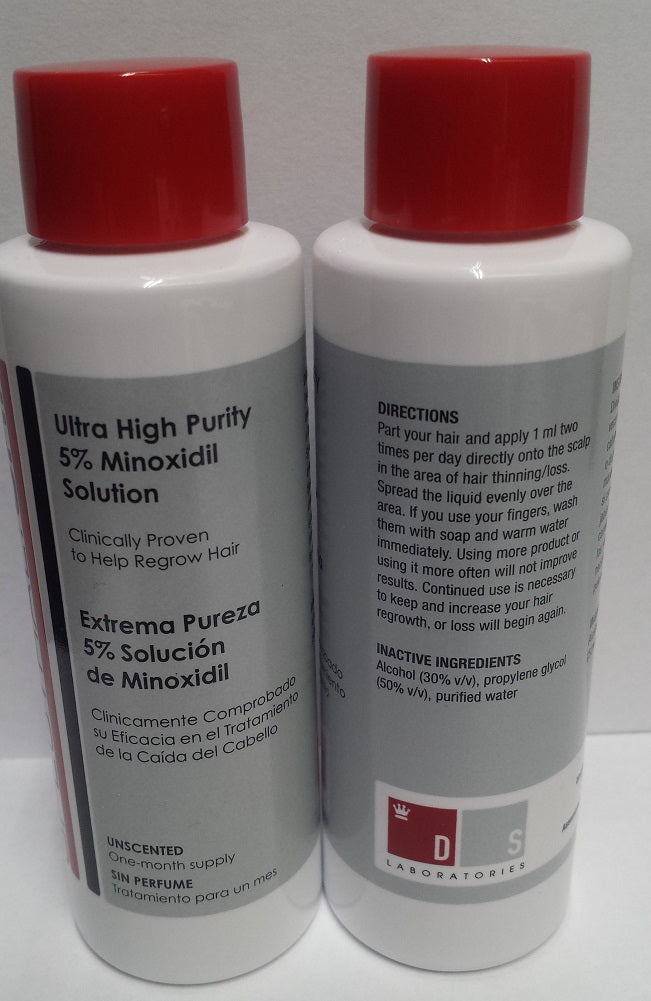 Ultra High Purity
5% Minoxidil
Solution
Clinically Proven
to Help Regrow Hair
Extrema Pureza
5% Solución
de Minoxidil
Clinicamente Comprobado
su Eficacia en el Tratamiento
de la Caída del Cabello
UNSCENTED
One-month supply
SIN PERFUME
Tratamiento para un mes
DIRECTIONS
Part your hair and apply 1 ml two
times per day directly onto the scalp
in the area of hair thinning/loss.
Spread the liquid evenly over the
area. If you use your fingers, wash
them with soap and warm water
immediately. Using more product or
using it more often will not improve
results. Continued use is necessary
to keep and increase your hair
regrowth, or loss will begin again.
INACTIVE INGREDIENTS
Alcohol (30% v/v), propylene glycol
(50% v/v), purified water
D S
LABORATORIES